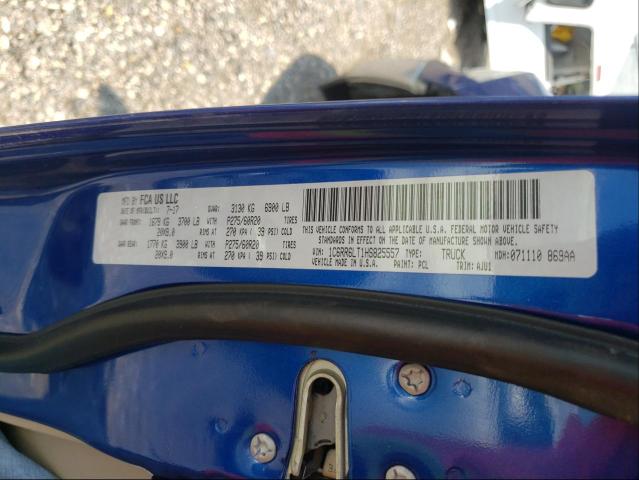 MFD BY FCA US LLC
DATE OF MFR(BUILT): 7-17 GVWR: 3130 KG 6900 LB
GAWR FRONT: 1678 KG 3700 LB WITH P275/60R20 TIRES
20X9.0 RIMS AT 270 KPA ( 39 PSI) COLD
GAWR REAR: 1770 KG 3900 LB WITH P275/60R20 TIRES
20X9.0 RIMS AT 270 KPA ( 39 PSI) COLD
THIS VEHICLE CONFORMS TO ALL APPLICABLE U.S.A. FEDERAL MOTOR VEHICLE SAFETY
STANDARDS IN EFFECT ON THE DATE OF MANUFACTURE SHOWN ABOVE.
VIN: 1C6RR6LT1HS825557 TYPE: TRUCK MDH: 071110 869AA
VEHICLE MADE IN U.S.A. PAINT: PCL TRIM: AJU1